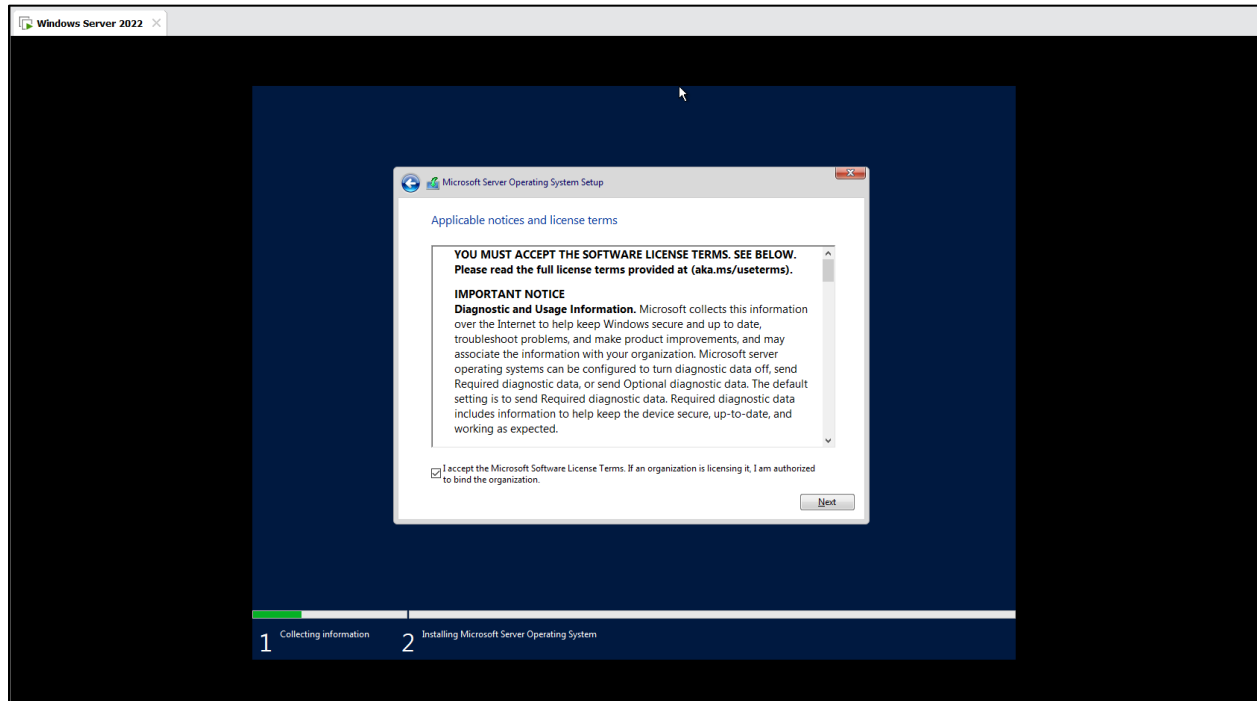 Windows Server 2022
Microsoft Server Operating System Setup
Applicable notices and license terms
YOU MUST ACCEPT THE SOFTWARE LICENSE TERMS. SEE BELOW.
Please read the full license terms provided at (aka.ms/useterms).
IMPORTANT NOTICE
Diagnostic and Usage Information. Microsoft collects this information
over the Internet to help keep Windows secure and up to date,
troubleshoot problems, and make product improvements, and may
associate the information with your organization. Microsoft server
operating systems can be configured to turn diagnostic data off, send
Required diagnostic data, or send Optional diagnostic data. The default
setting is to send Required diagnostic data. Required diagnostic data
includes information to help keep the device secure, up-to-date, and
working as expected.
I accept the Microsoft Software License Terms. If an organization is licensing it, I am authorized
to bind the organization.
Next
1 Collecting information
2 Installing Microsoft Server Operating System